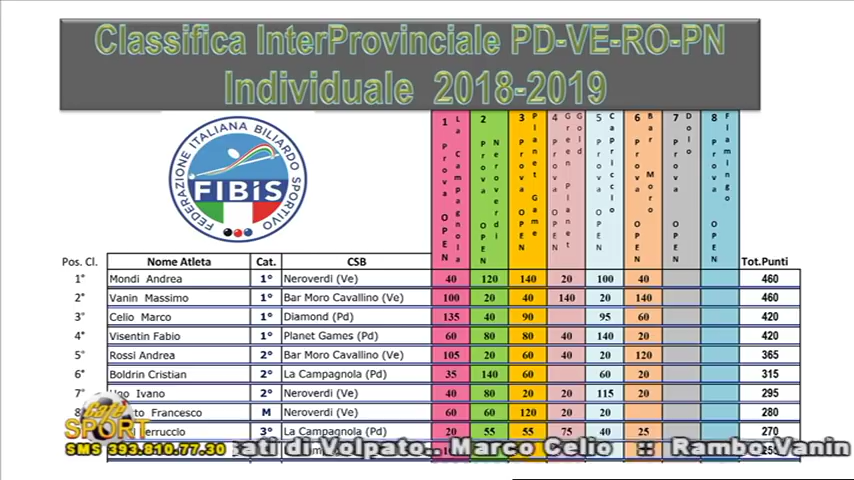 Classifica InterProvinciale PD-VE-RO-PN
Individuale 2018-2019
FEDERAZIONE ITALIANA BILIARDO SPORTIVO
FIBiS
1 Prova OPEN La Campagnola
2 Prova OPEN Neroverdi
3 Prova OPEN Planet Game
4 Prova OPEN Green Planet Gold
5 Prova OPEN Capriccio
6 Prova OPEN Bar Moro
7 Prova OPEN Dolo
8 Prova OPEN Flamingo
Pos. Cl. Nome Atleta Cat. CSB Tot.Punti
1° Mondi Andrea 1° Neroverdi (Ve) 40 120 140 20 100 40 460
2° Vanin Massimo 1° Bar Moro Cavallino (Ve) 100 20 40 140 20 140 460
3° Celio Marco 1° Diamond (Pd) 135 40 90 95 60 420
4° Visentin Fabio 1° Planet Games (Pd) 60 80 80 40 140 20 420
5° Rossi Andrea 2° Bar Moro Cavallino (Ve) 105 20 60 40 20 120 365
6° Boldrin Cristian 2° La Campagnola (Pd) 35 140 60 60 20 315
7° Ivano 2° Neroverdi (Ve) 40 80 20 20 115 20 295
Francesco M Neroverdi (Ve) 60 60 120 20 20 280
Ferruccio 3° La Campagnola (Pd) 20 55 55 75 40 25 270
Café
SPORT
SMS 393.810.77.30 ati di Volpato.. Marco Celio :: Rambo Vanin